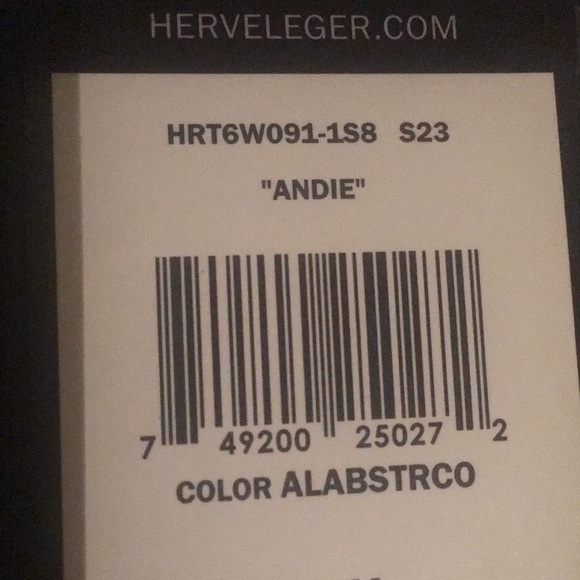 HERVELEGER.COM
HRT6W091-1S8 S23
"ANDIE"
7 49200 25027 2
COLOR ALABSTRCO